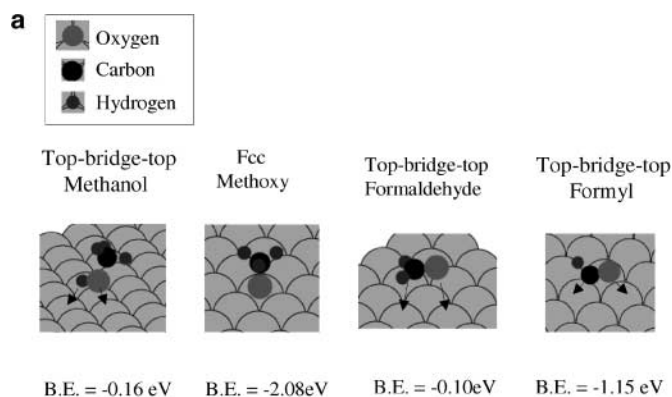 a
Oxygen
Carbon
Hydrogen
Top-bridge-top
Methanol
Fcc
Methoxy
Top-bridge-top
Formaldehyde
Top-bridge-top
Formyl
B.E. = -0.16 eV
B.E. = -2.08eV
B.E. = -0.10eV
B.E. = -1.15 eV